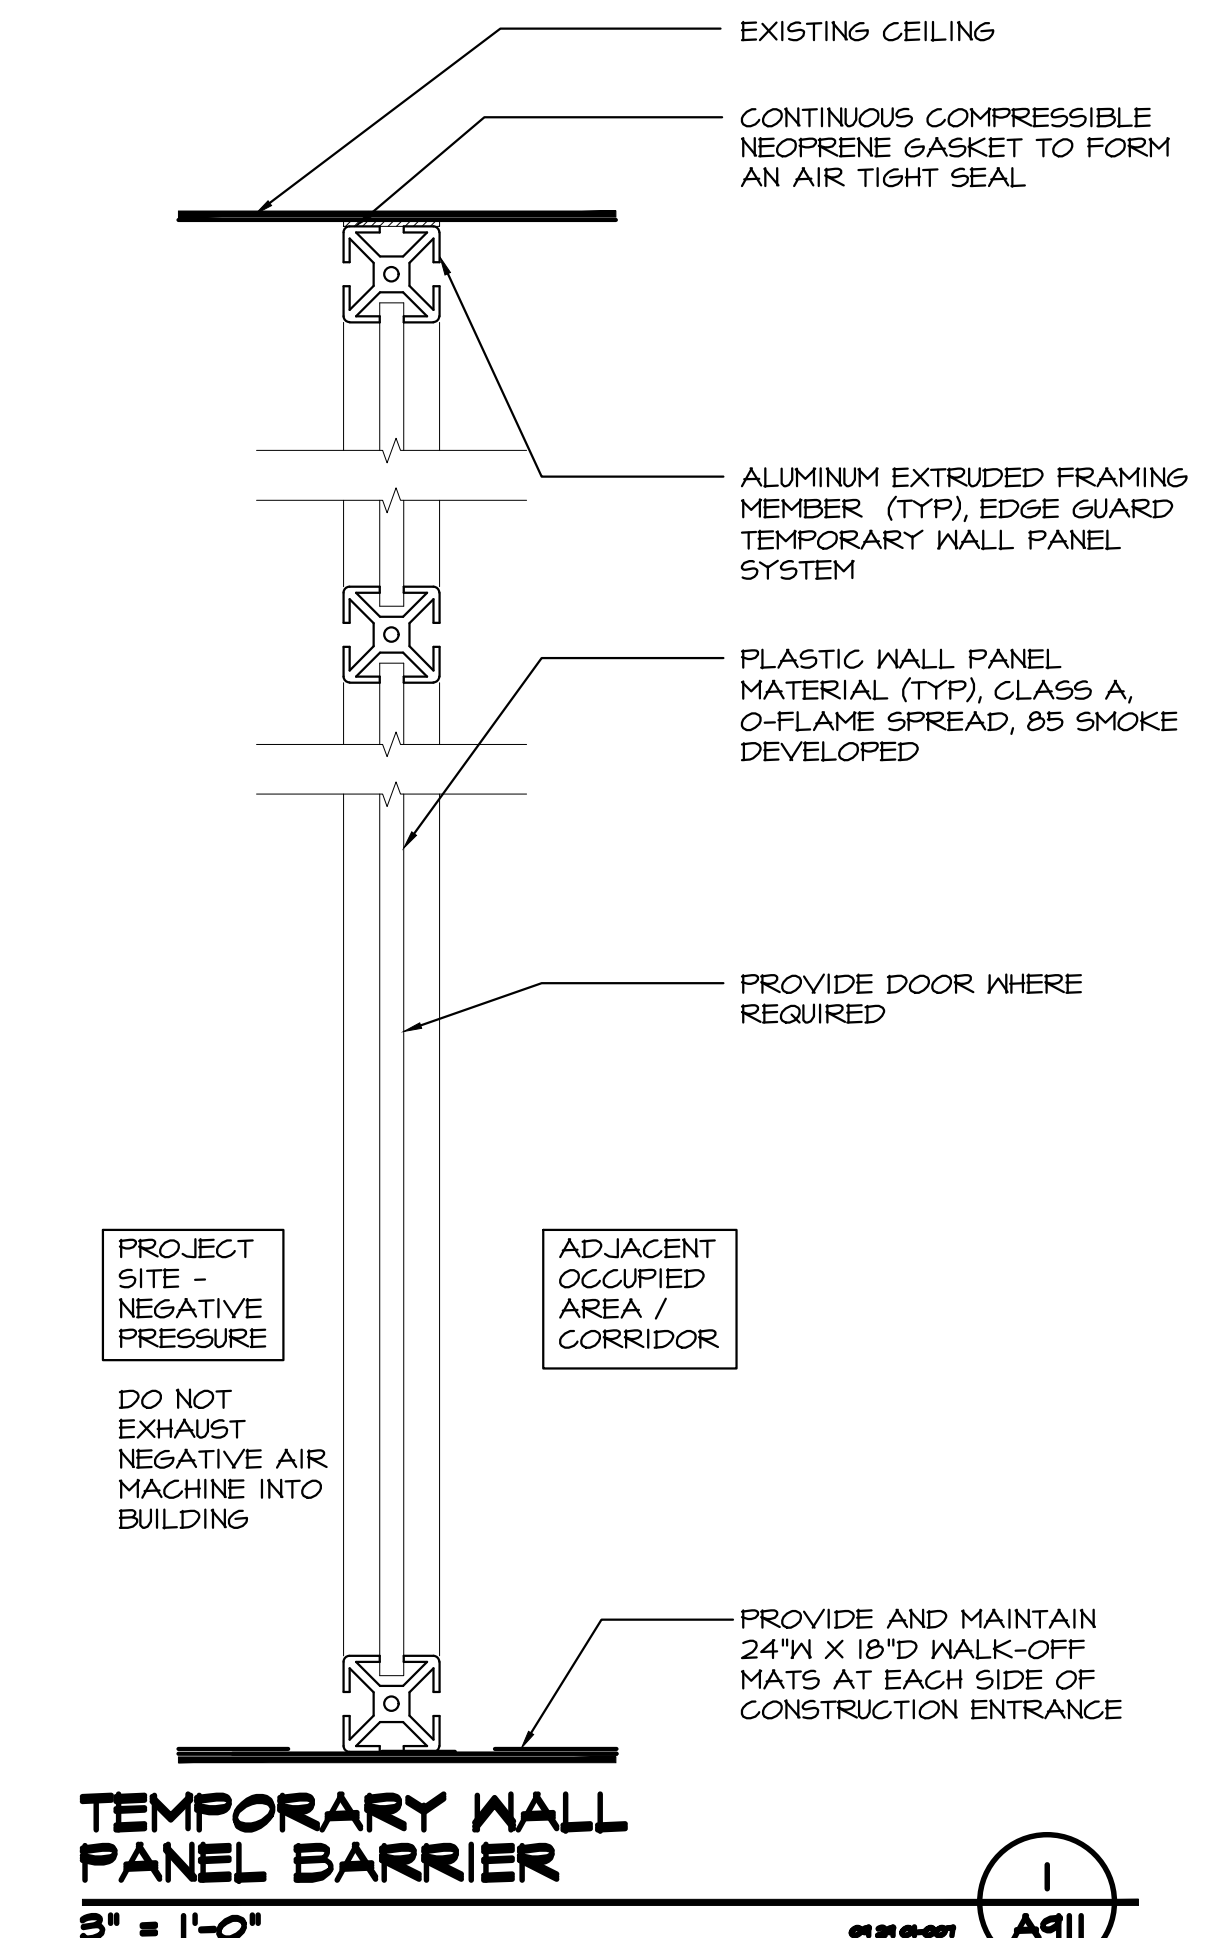 EXISTING CEILING
CONTINUOUS COMPRESSIBLE
NEOPRENE GASKET TO FORM
AN AIR TIGHT SEAL
ALUMINUM EXTRUDED FRAMING
MEMBER (TYP), EDGE GUARD
TEMPORARY WALL PANEL
SYSTEM
PLASTIC WALL PANEL
MATERIAL (TYP), CLASS A,
0-FLAME SPREAD, 85 SMOKE
DEVELOPED
PROVIDE DOOR WHERE
REQUIRED
PROJECT
SITE -
NEGATIVE
PRESSURE
ADJACENT
OCCUPIED
AREA /
CORRIDOR
DO NOT
EXHAUST
NEGATIVE AIR
MACHINE INTO
BUILDING
PROVIDE AND MAINTAIN
24"W X 18"D WALK-OFF
MATS AT EACH SIDE OF
CONSTRUCTION ENTRANCE
TEMPORARY WALL
PANEL BARRIER
1
3" = 1'-0"
A911